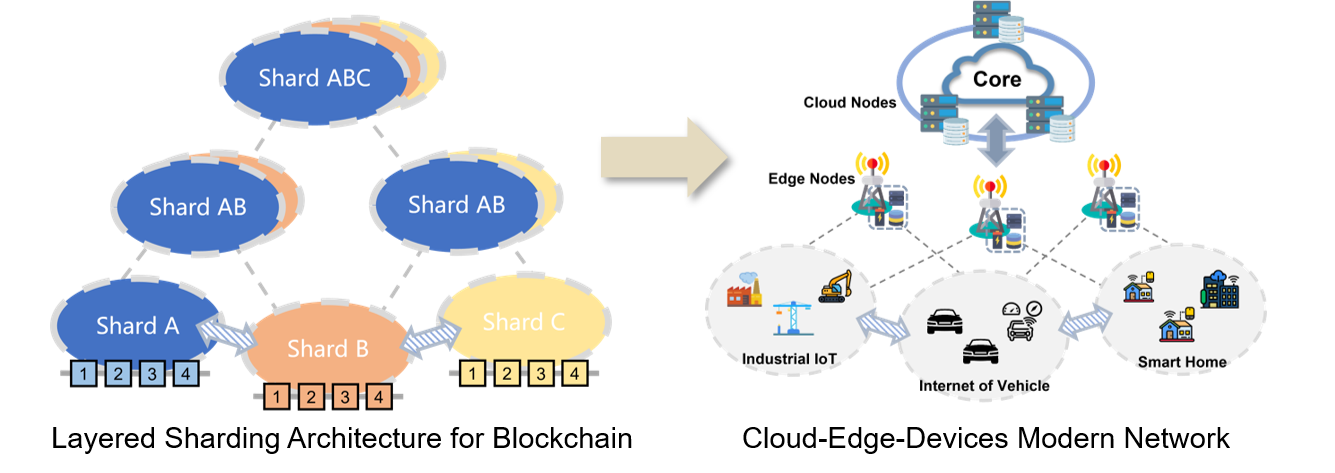 Shard ABC
Shard AB
Shard AB
Shard A
Shard B
Shard C
1 2 3 4
1 2 3 4
1 2 3 4
Layered Sharding Architecture for Blockchain
Core
Cloud Nodes
Edge Nodes
Industrial IoT
Internet of Vehicle
Smart Home
Cloud-Edge-Devices Modern Network